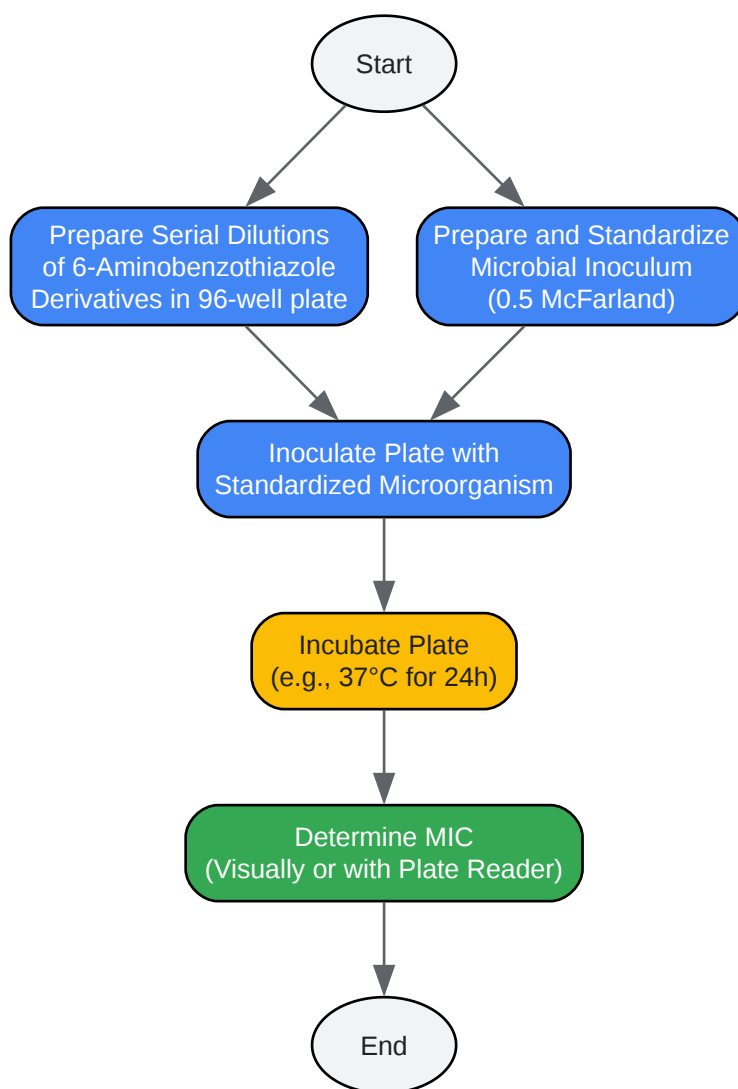 Start
Prepare Serial Dilutions
of 6-Aminobenzothiazole
Derivatives in 96-well plate
Prepare and Standardize
Microbial Inoculum
(0.5 McFarland)
Inoculate Plate with
Standardized Microorganism
Incubate Plate
(e.g., 37°C for 24h)
Determine MIC
(Visually or with Plate Reader)
End